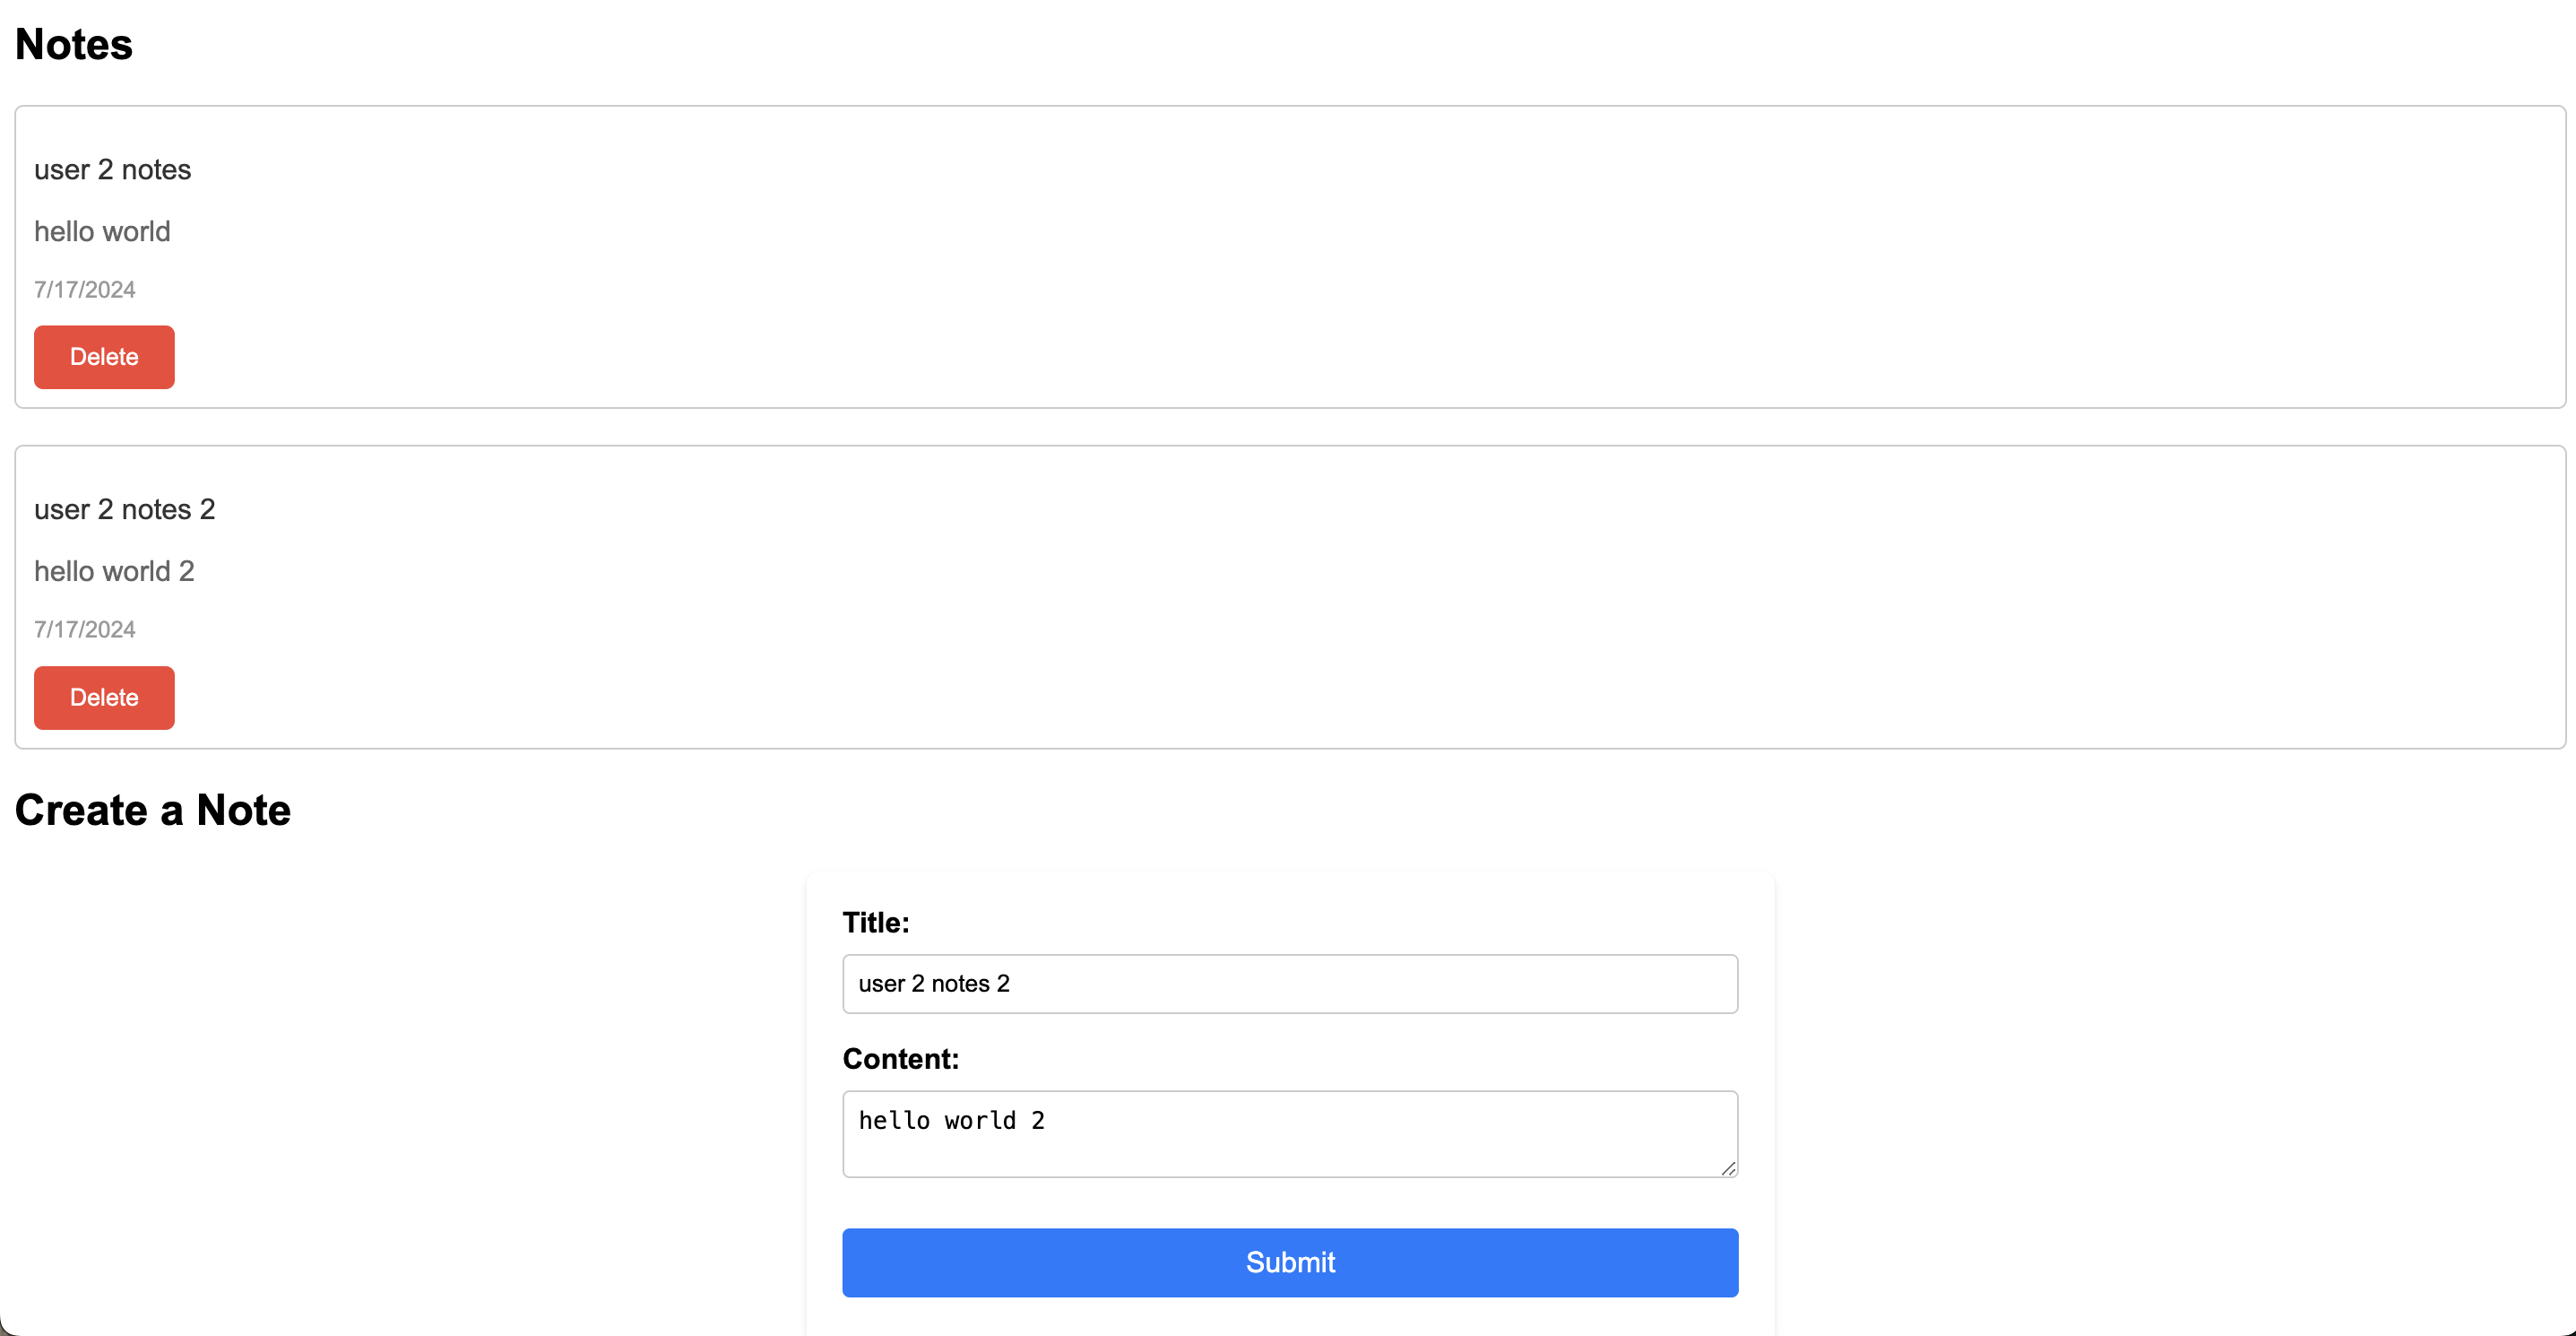 Notes
user 2 notes
hello world
7/17/2024
Delete
user 2 notes 2
hello world 2
7/17/2024
Delete
Create a Note
Title:
user 2 notes 2
Content:
hello world 2
Submit